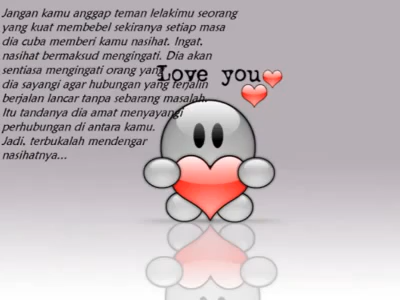 Jangan kamu anggap teman lelakimu seorang
yang kuat membebel sekiranya setiap masa
dia cuba memberi kamu nasihat. Ingat,
nasihat bermaksud mengingati. Dia akan
sentiasa mengingati orang yang
dia sayangi agar hubungan yang terjalin
berjalan lancar tanpa sebarang masalah.
Itu tandanya dia amat menyayangi
perhubungan di antara kamu.
Jadi, terbukalah mendengar
nasihatnya...
Love you